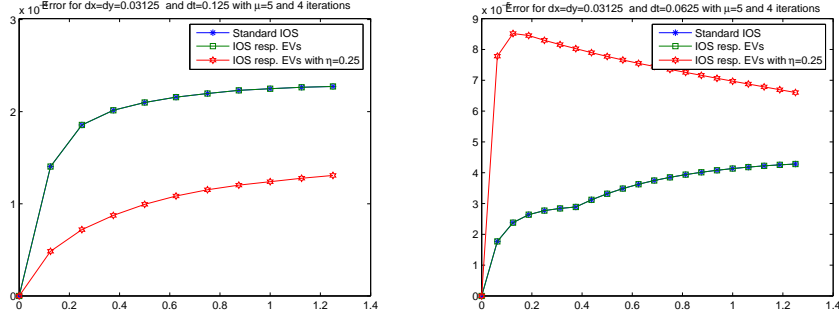 x 10
Error for dx=dy=0.03125 and dt=0.125 with μ=5 and 4 iterations
Standard IOS
IOS resp. EVs
IOS resp. EVs with η=0.25
3
2
1
0
0 0.2 0.4 0.6 0.8 1 1.2 1.4
x 10
Error for dx=dy=0.03125 and dt=0.0625 with μ=5 and 4 iterations
Standard IOS
IOS resp. EVs
IOS resp. EVs with η=0.25
9
8
7
6
5
4
3
2
1
0
0 0.2 0.4 0.6 0.8 1 1.2 1.4